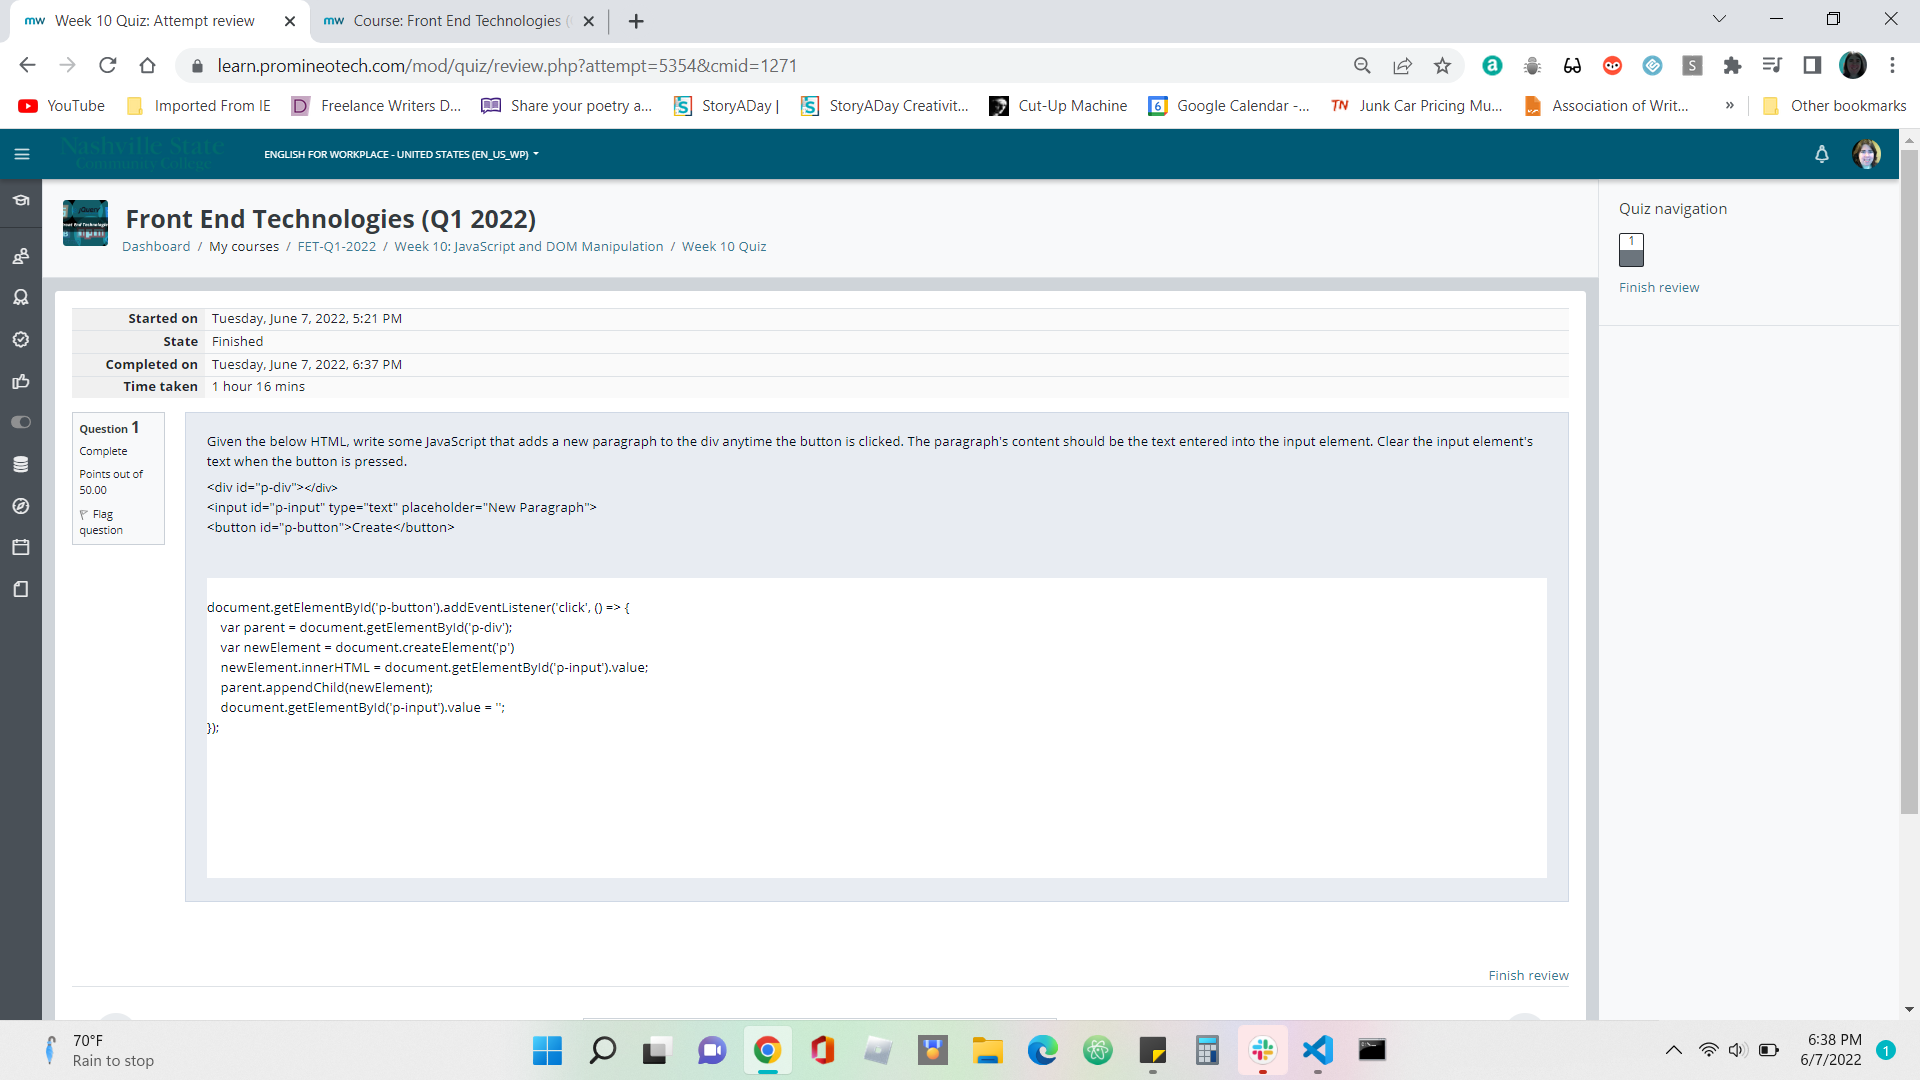 Week 10 Quiz: Attempt review
Course: Front End Technologies (
learn.promineotech.com/mod/quiz/review.php?attempt=5354&cmid=1271
YouTube
Imported From IE
Freelance Writers D...
Share your poetry a...
StoryADay |
StoryADay Creativit...
Cut-Up Machine
Google Calendar -...
Junk Car Pricing Mu...
Association of Writ...
»
Other bookmarks
Nashville State
Community College
ENGLISH FOR WORKPLACE - UNITED STATES (EN_US_WP)
Front End Technologies (Q1 2022)
Dashboard / My courses / FET-Q1-2022 / Week 10: JavaScript and DOM Manipulation / Week 10 Quiz
Quiz navigation
1
Finish review
Started on Tuesday, June 7, 2022, 5:21 PM
State Finished
Completed on Tuesday, June 7, 2022, 6:37 PM
Time taken 1 hour 16 mins
Question 1
Complete
Points out of
50.00
Flag
question
Given the below HTML, write some JavaScript that adds a new paragraph to the div anytime the button is clicked. The paragraph's content should be the text entered into the input element. Clear the input element's
text when the button is pressed.
<div id="p-div"></div>
<input id="p-input" type="text" placeholder="New Paragraph">
<button id="p-button">Create</button>
document.getElementById('p-button').addEventListener('click', () => {
var parent = document.getElementById('p-div');
var newElement = document.createElement('p')
newElement.innerHTML = document.getElementById('p-input').value;
parent.appendChild(newElement);
document.getElementById('p-input').value = '';
});
Finish review
70°F
Rain to stop
6:38 PM
6/7/2022
1